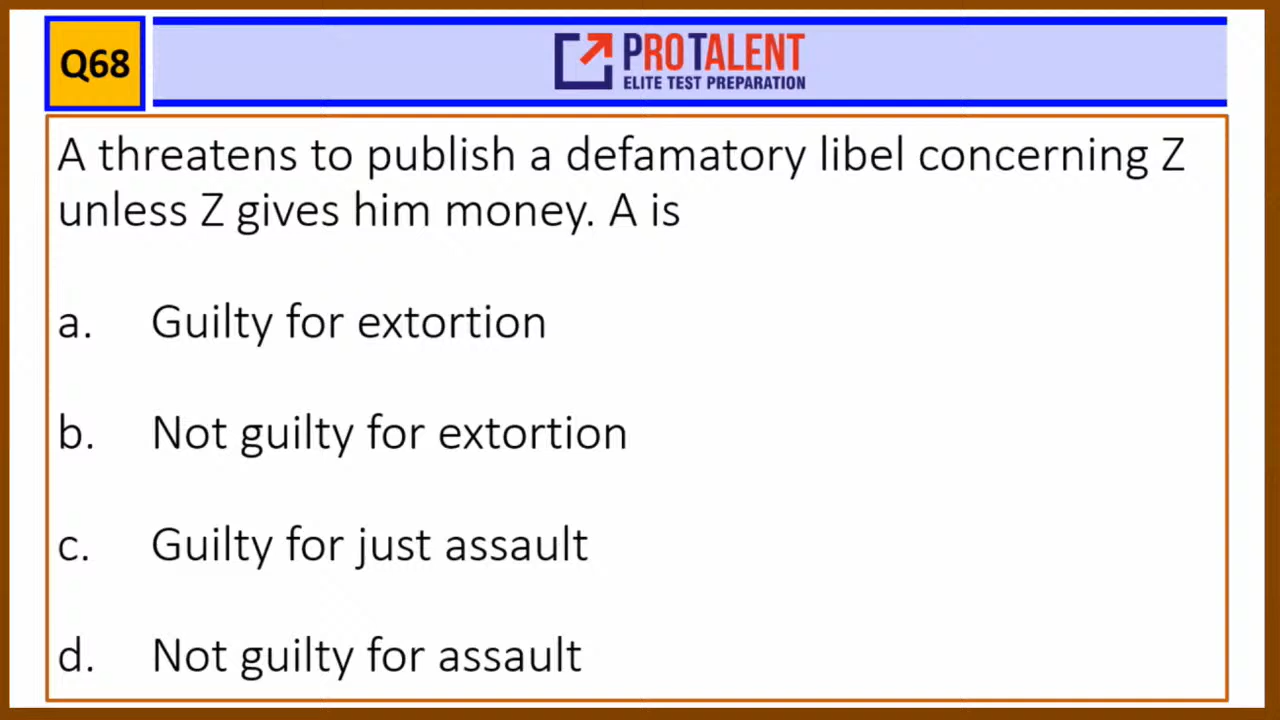 Q68
PROTALENT
ELITE TEST PREPARATION
A threatens to publish a defamatory libel concerning Z
unless Z gives him money. A is
a. Guilty for extortion
b. Not guilty for extortion
c. Guilty for just assault
d. Not guilty for assault